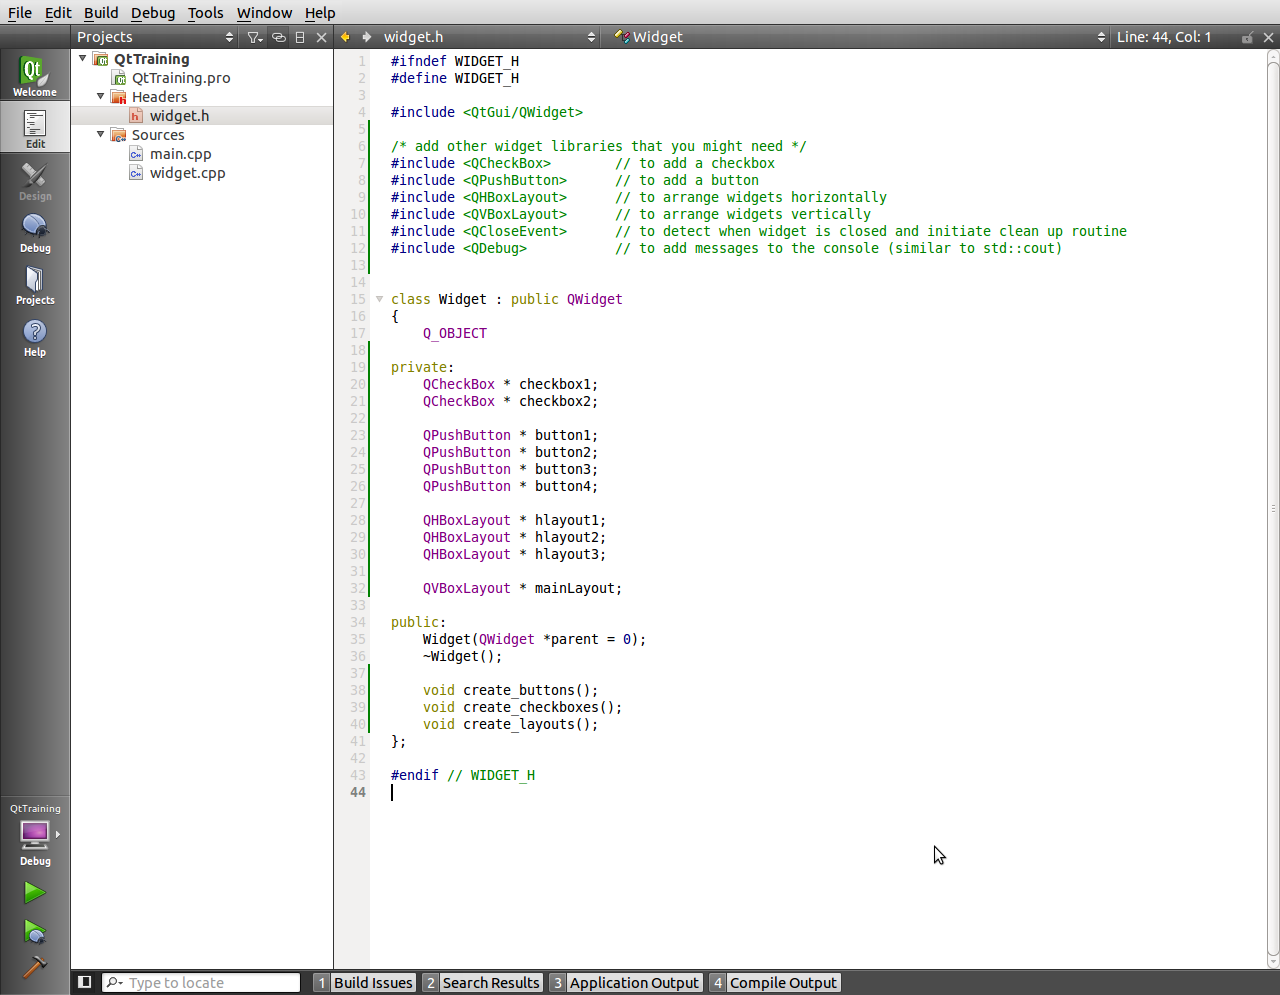 File Edit Build Debug Tools Window Help
Projects widget.h Widget Line: 44, Col: 1
Qt
Welcome
Edit
Design
Debug
Projects
Help
QtTraining
Debug
QtTraining
QtTraining.pro
Headers
widget.h
Sources
main.cpp
widget.cpp
1 #ifndef WIDGET_H
2 #define WIDGET_H
3
4 #include <QtGui/QWidget>
5
6 /* add other widget libraries that you might need */
7 #include <QCheckBox>        // to add a checkbox
8 #include <QPushButton>      // to add a button
9 #include <QHBoxLayout>      // to arrange widgets horizontally
10 #include <QVBoxLayout>      // to arrange widgets vertically
11 #include <QCloseEvent>      // to detect when widget is closed and initiate clean up routine
12 #include <QDebug>           // to add messages to the console (similar to std::cout)
13
14
15 class Widget : public QWidget
16 {
17     Q_OBJECT
18
19 private:
20     QCheckBox * checkbox1;
21     QCheckBox * checkbox2;
22
23     QPushButton * button1;
24     QPushButton * button2;
25     QPushButton * button3;
26     QPushButton * button4;
27
28     QHBoxLayout * hlayout1;
29     QHBoxLayout * hlayout2;
30     QHBoxLayout * hlayout3;
31
32     QVBoxLayout * mainLayout;
33
34 public:
35     Widget(QWidget *parent = 0);
36     ~Widget();
37
38     void create_buttons();
39     void create_checkboxes();
40     void create_layouts();
41 };
42
43 #endif // WIDGET_H
44
Type to locate 1 Build Issues 2 Search Results 3 Application Output 4 Compile Output